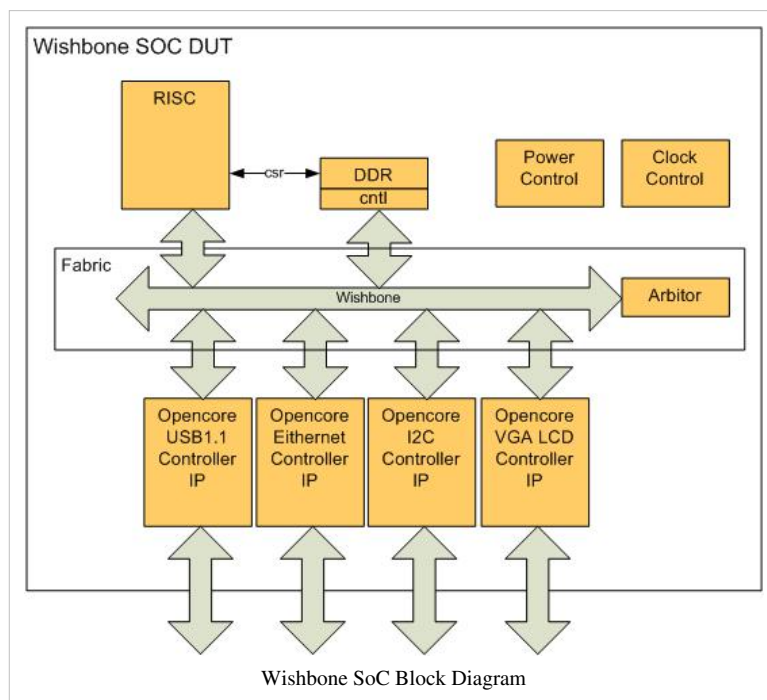 Wishbone SOC DUT
RISC
csr
DDR
cntl
Power
Control
Clock
Control
Fabric
Wishbone
Arbitor
Opencore
USB1.1
Controller
IP
Opencore
Eithernet
Controller
IP
Opencore
I2C
Controller
IP
Opencore
VGA LCD
Controller
IP
Wishbone SoC Block Diagram